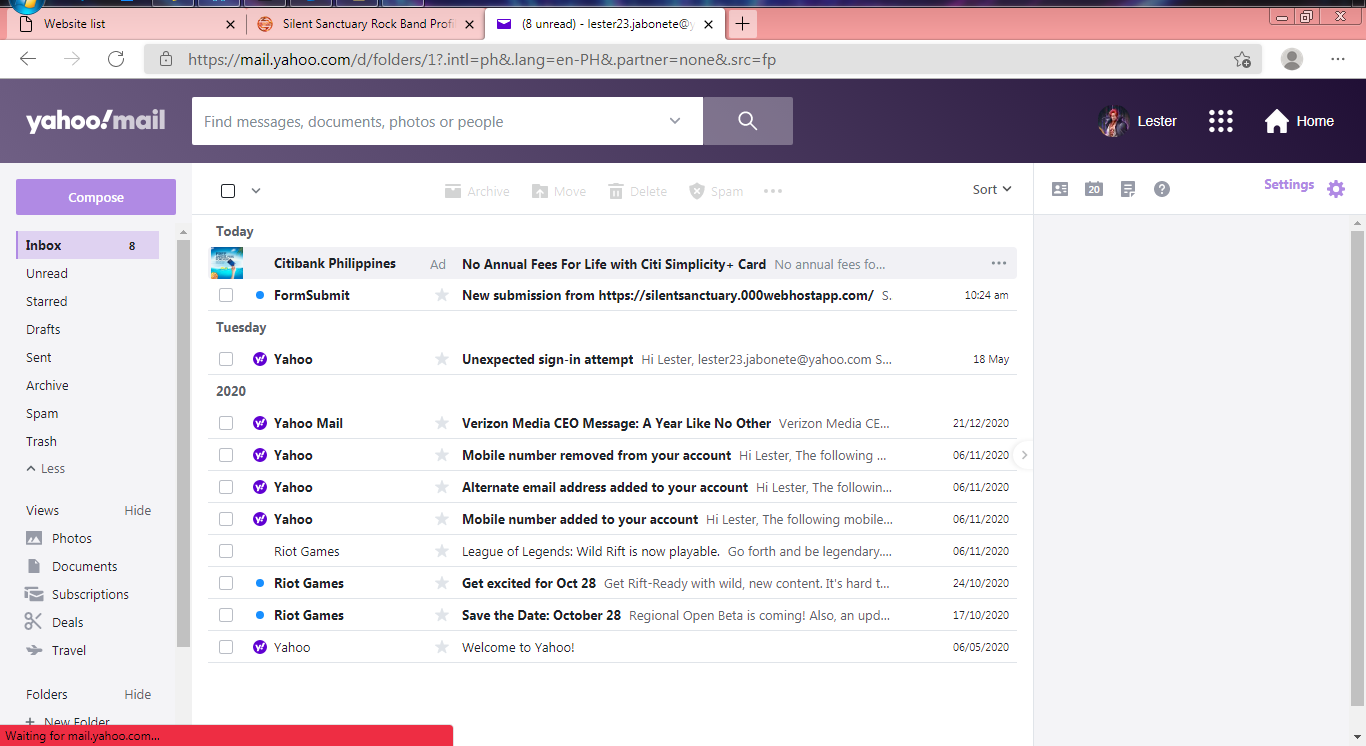 Website list
Silent Sanctuary Rock Band Profi
(8 unread) - lester23.jabonete@y
https://mail.yahoo.com/d/folders/1?.intl=ph&.lang=en-PH&.partner=none&.src=fp
yahoo!mail
Find messages, documents, photos or people
Lester
Home
Compose
Archive Move Delete Spam
Sort
20
Settings
Inbox 8
Unread
Starred
Drafts
Sent
Archive
Spam
Trash
Less
Views Hide
Photos
Documents
Subscriptions
Deals
Travel
Folders Hide
+ New Folder
Today
Citibank Philippines Ad No Annual Fees For Life with Citi Simplicity+ Card No annual fees fo...
FormSubmit New submission from https://silentsanctuary.000webhostapp.com/ S. 10:24 am
Tuesday
Yahoo Unexpected sign-in attempt Hi Lester, lester23.jabonete@yahoo.com S... 18 May
2020
Yahoo Mail Verizon Media CEO Message: A Year Like No Other Verizon Media CE... 21/12/2020
Yahoo Mobile number removed from your account Hi Lester, The following ... 06/11/2020
Yahoo Alternate email address added to your account Hi Lester, The followin... 06/11/2020
Yahoo Mobile number added to your account Hi Lester, The following mobile... 06/11/2020
Riot Games League of Legends: Wild Rift is now playable. Go forth and be legendary.... 06/11/2020
Riot Games Get excited for Oct 28 Get Rift-Ready with wild, new content. It's hard t... 24/10/2020
Riot Games Save the Date: October 28 Regional Open Beta is coming! Also, an upd... 17/10/2020
Yahoo Welcome to Yahoo! 06/05/2020
Waiting for mail.yahoo.com...